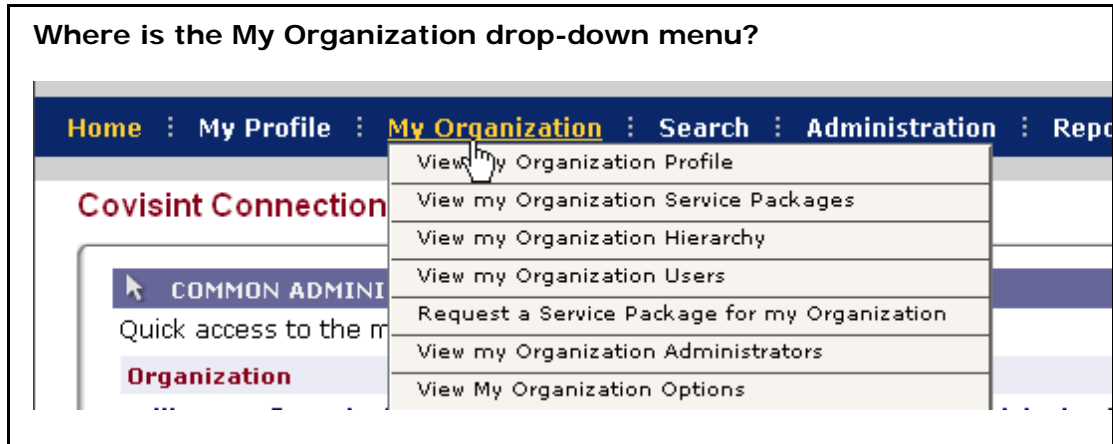 Where is the My Organization drop-down menu?
Home My Profile My Organization Search Administration Repo
View my Organization Profile
Covisint Connection
View my Organization Service Packages
View my Organization Hierarchy
View my Organization Users
COMMON ADMINI
Request a Service Package for my Organization
Quick access to the m
View my Organization Administrators
Organization
View My Organization Options